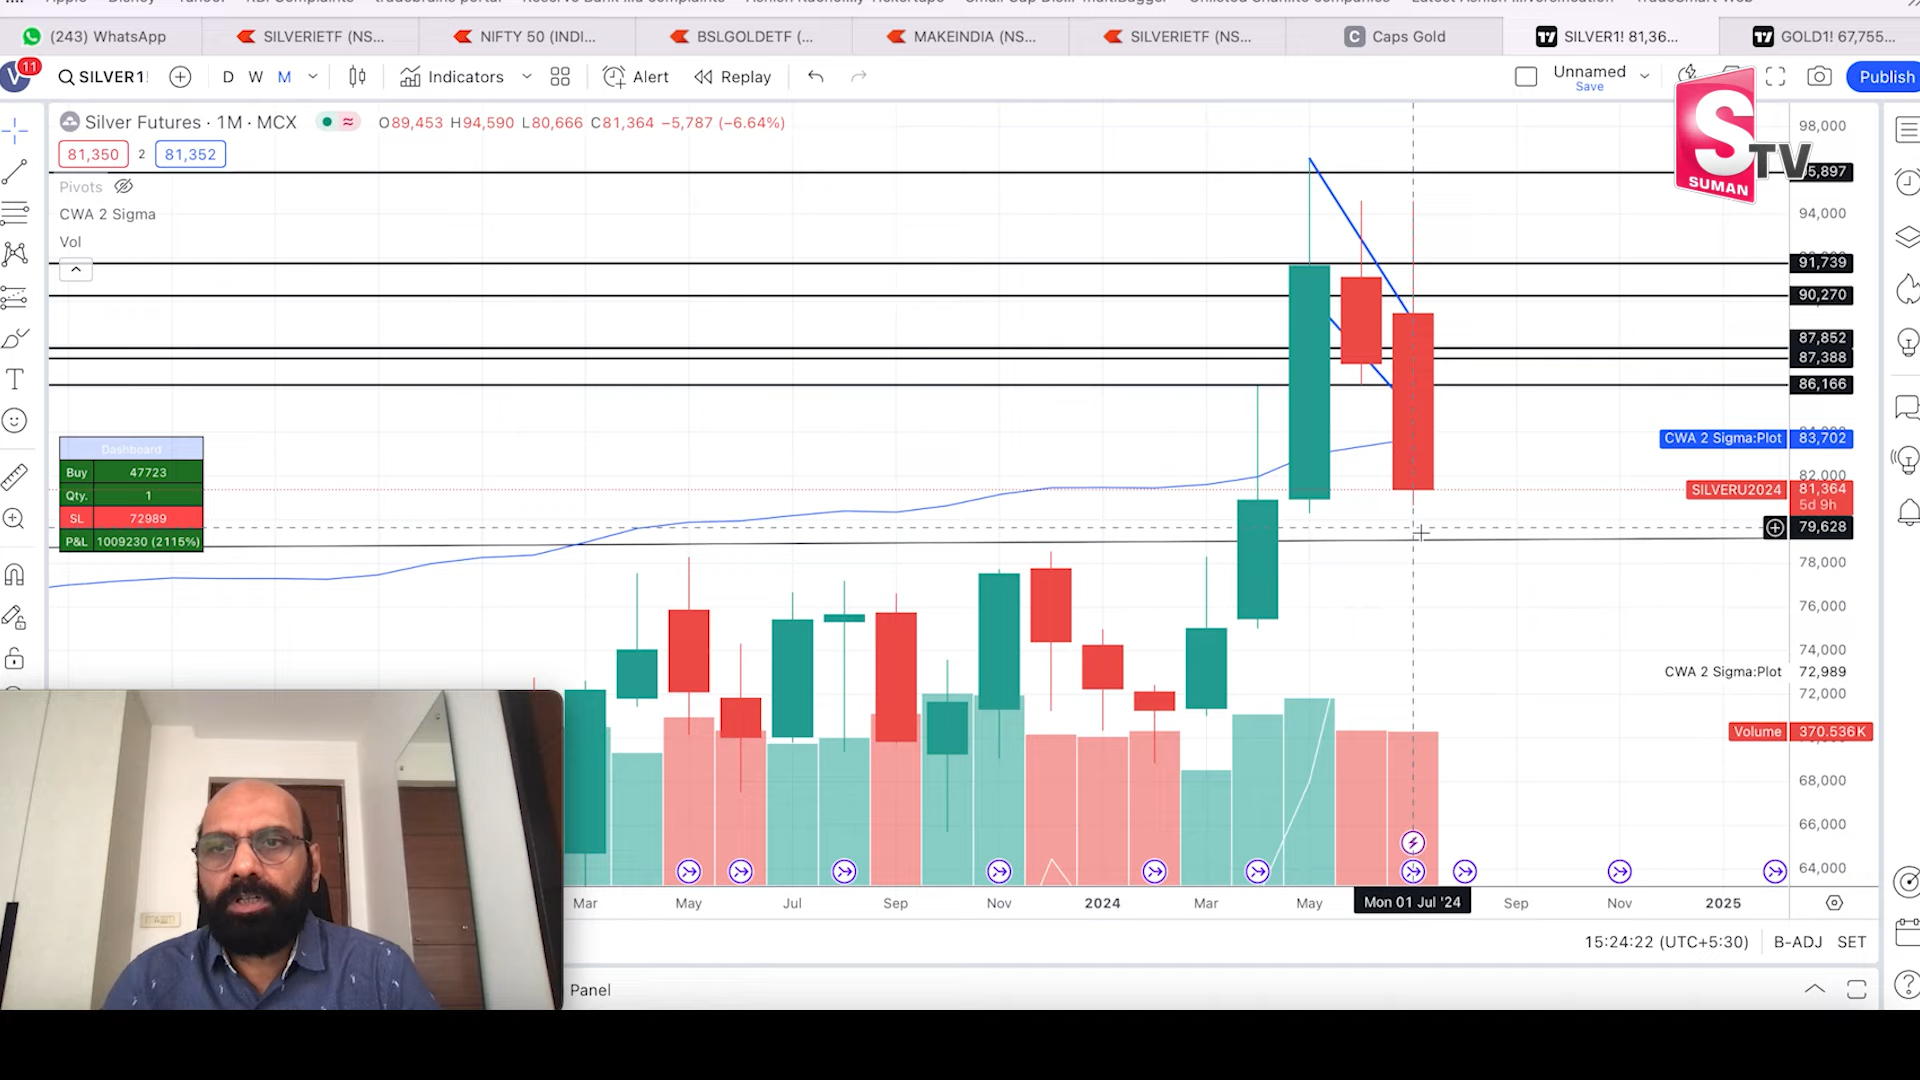 (243) WhatsApp
SILVERIETF (NS...
NIFTY 50 (INDI...
BSLGOLDETF (...
MAKEINDIA (NS...
SILVERIETF (NS...
Caps Gold
SILVER1! 81,36...
GOLD1! 67,755...
V 11
SILVER1!
D W M
Indicators
Alert
Replay
Unnamed
Save
Publish
Silver Futures · 1M · MCX
O89,453 H94,590 L80,666 C81,364 −5,787 (−6.64%)
81,350 2 81,352
Pivots
CWA 2 Sigma
Vol
S TV
SUMAN
98,000
5,897
94,000
91,739
90,270
87,852
87,388
86,166
CWA 2 Sigma:Plot 83,702
82,000
SILVERU2024 81,364
5d 9h
79,628
78,000
76,000
74,000
CWA 2 Sigma:Plot 72,989
72,000
Volume 370.536K
68,000
66,000
64,000
Dashboard
Buy 47723
Qty. 1
SL 72989
P&L 1009230 (2115%)
Mar May Jul Sep Nov 2024 Mar May Mon 01 Jul '24 Sep Nov 2025
15:24:22 (UTC+5:30) B-ADJ SET
Panel